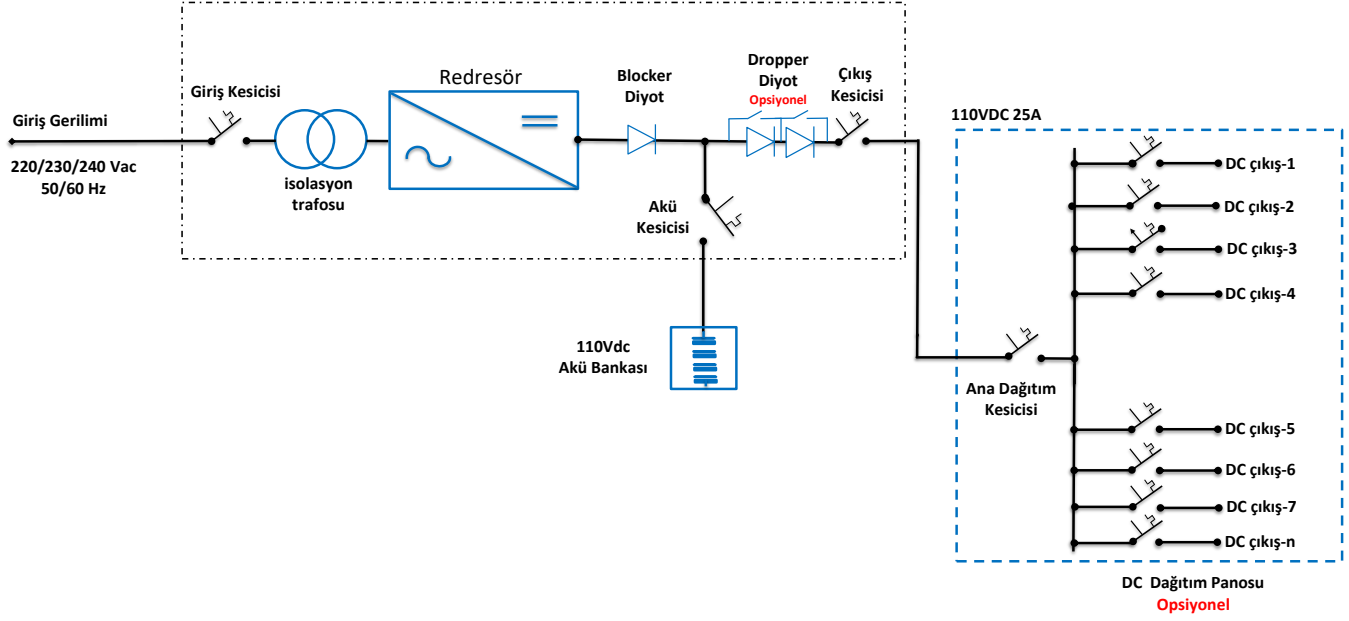 Giriş Gerilimi
220/230/240 Vac
50/60 Hz
Giriş Kesicisi
isolasyon
trafosu
Redresör
Blocker
Diyot
Dropper
Diyot
Opsiyonel
Çıkış
Kesicisi
Akü
Kesicisi
110Vdc
Akü Bankası
110VDC 25A
Ana Dağıtım
Kesicisi
DC çıkış-1
DC çıkış-2
DC çıkış-3
DC çıkış-4
DC çıkış-5
DC çıkış-6
DC çıkış-7
DC çıkış-n
DC Dağıtım Panosu
Opsiyonel